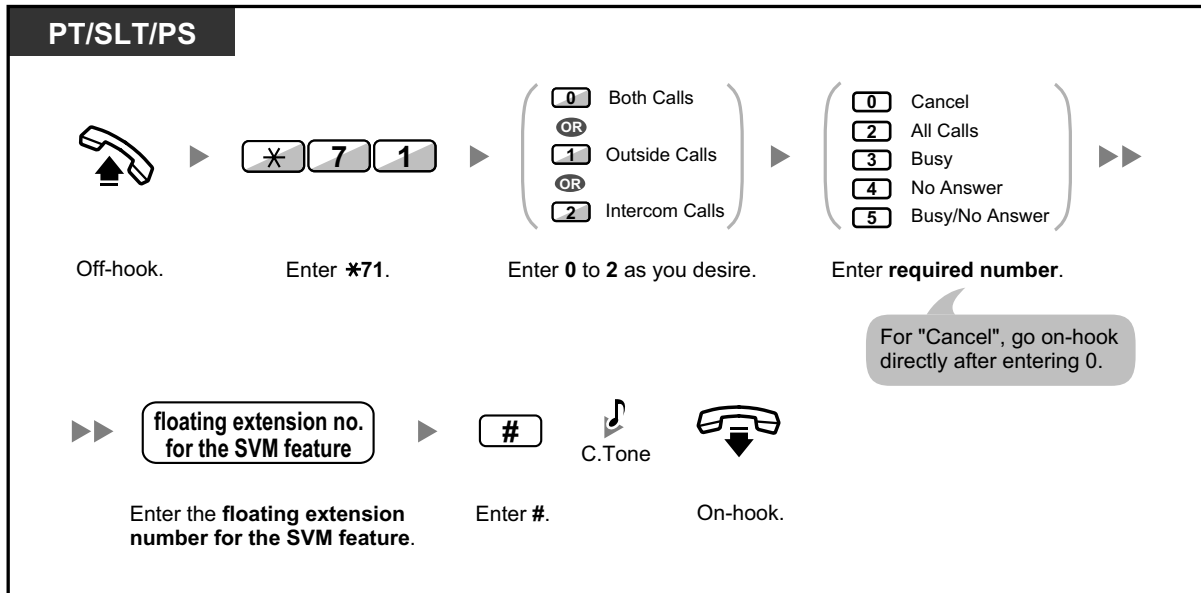 PT/SLT/PS
0 Both Calls
OR
1 Outside Calls
OR
2 Intercom Calls
0 Cancel
2 All Calls
3 Busy
4 No Answer
5 Busy/No Answer
* 7 1
Off-hook.
Enter *71.
Enter 0 to 2 as you desire.
Enter required number.
For "Cancel", go on-hook
directly after entering 0.
floating extension no.
for the SVM feature
#
C.Tone
Enter the floating extension
number for the SVM feature.
Enter #.
On-hook.